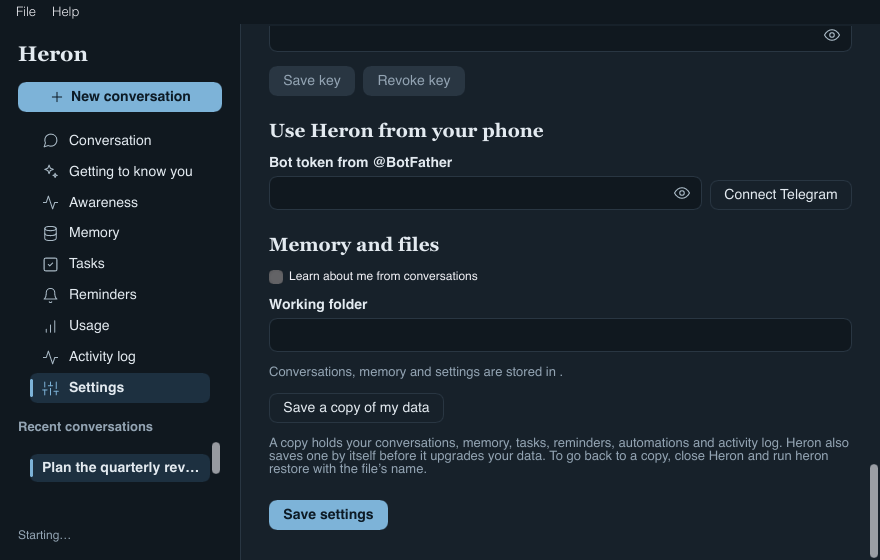 File Help
Heron
+ New conversation
Conversation
Getting to know you
Awareness
Memory
Tasks
Reminders
Usage
Activity log
Settings
Recent conversations
Plan the quarterly rev…
Starting…
Save key Revoke key
Use Heron from your phone
Bot token from @BotFather
Connect Telegram
Memory and files
Learn about me from conversations
Working folder
Conversations, memory and settings are stored in .
Save a copy of my data
A copy holds your conversations, memory, tasks, reminders, automations and activity log. Heron also
saves one by itself before it upgrades your data. To go back to a copy, close Heron and run heron
restore with the file’s name.
Save settings